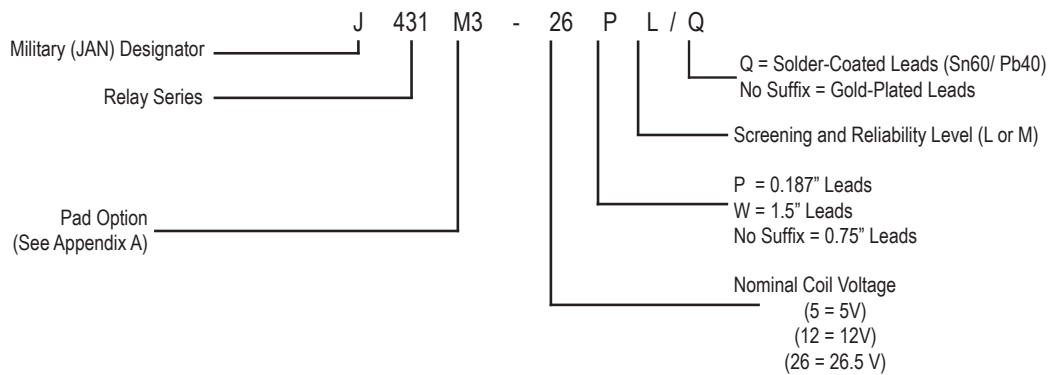 J 431 M3 - 26 P L / Q
Military (JAN) Designator
Relay Series
Pad Option
(See Appendix A)
Q = Solder-Coated Leads (Sn60/ Pb40)
No Suffix = Gold-Plated Leads
Screening and Reliability Level (L or M)
P = 0.187” Leads
W = 1.5” Leads
No Suffix = 0.75” Leads
Nominal Coil Voltage
(5 = 5V)
(12 = 12V)
(26 = 26.5 V)